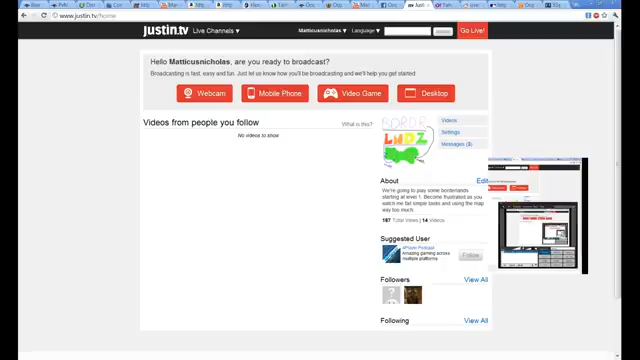 www.justin.tv/home
justin.tv Live Channels Matticusnicholas Language Go Live!
Hello Matticusnicholas, are you ready to broadcast?
Broadcasting is fast, easy and fun. Just let us know how you'll be broadcasting and we'll help you get started
Webcam Mobile Phone Video Game Desktop
Videos from people you follow What is this?
No videos to show
Videos
Settings
Messages (3)
About Edit
We're going to play some borderlands
starting at level 1. Become frustrated as you
watch me fail simple tasks and using the map
way too much.
167 Total Views | 14 Videos
Suggested User
4Player Podcast
Amazing gaming across
multiple platforms
Follow
Followers View All
Following View All